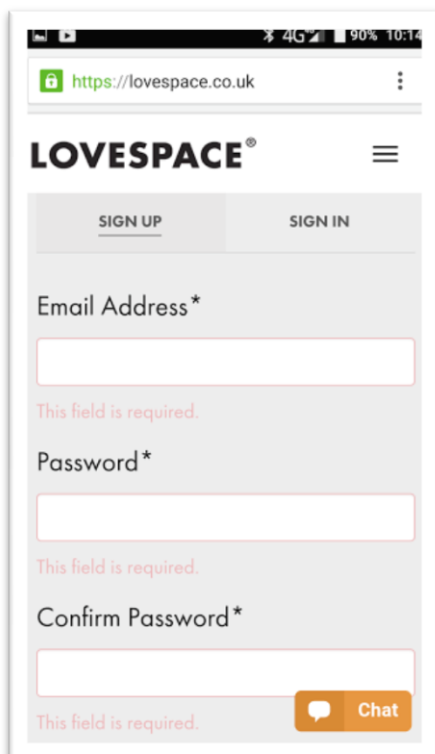 4G 90% 10:14
https://lovespace.co.uk
LOVESPACE®
SIGN UP SIGN IN
Email Address*
This field is required.
Password*
This field is required.
Confirm Password*
This field is required.
Chat